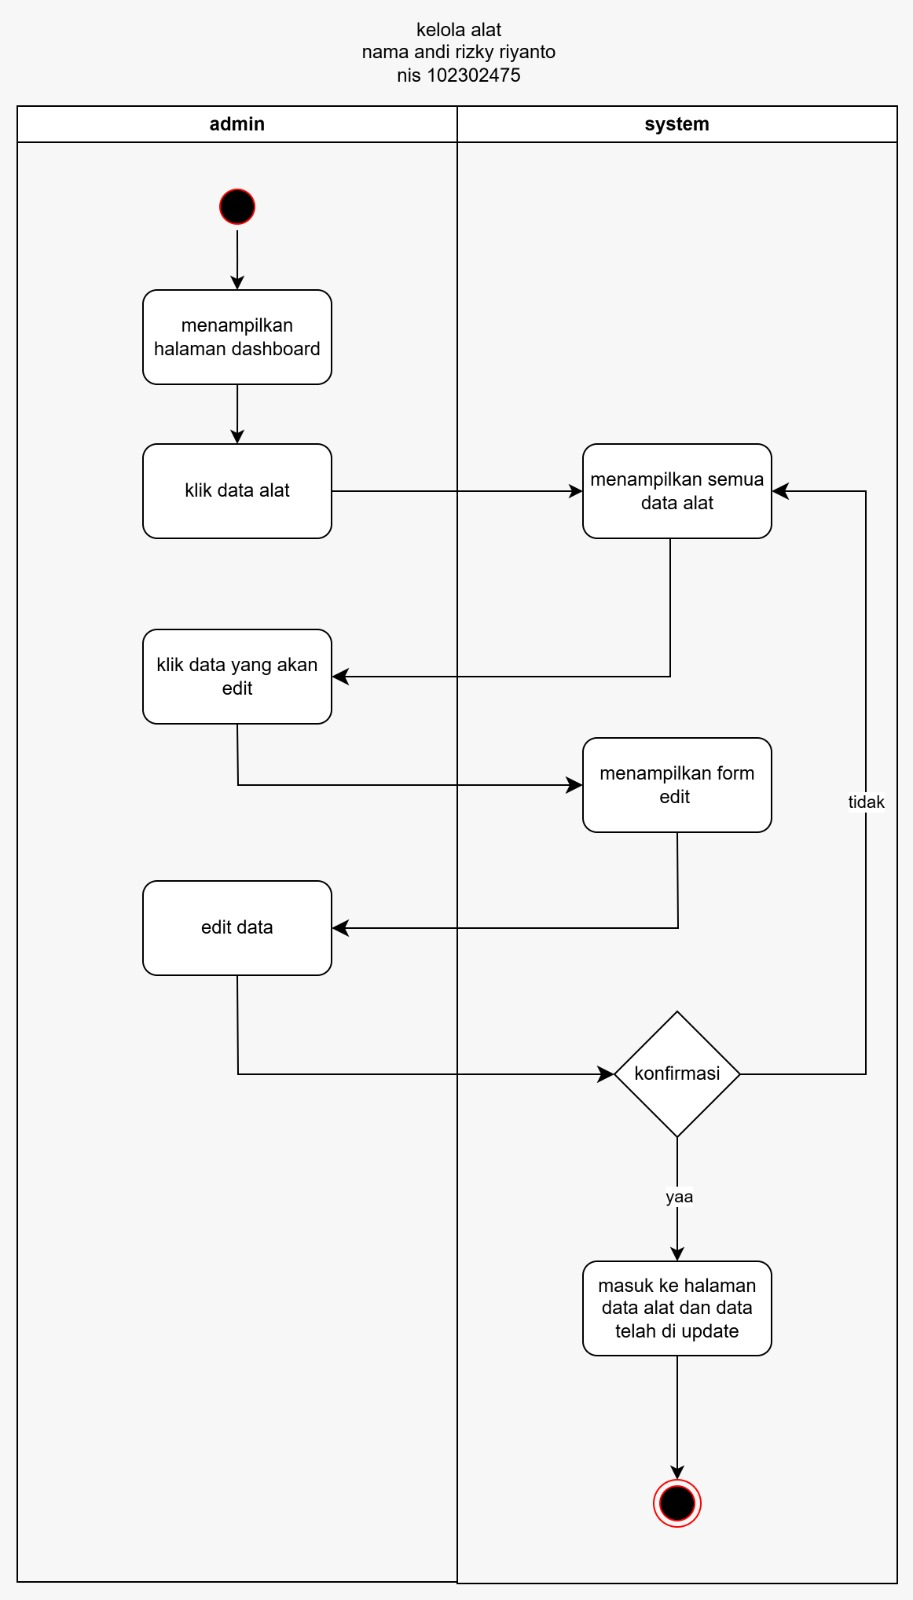 kelola alat
nama andi rizky riyanto
nis 102302475
admin
system
menampilkan
halaman dashboard
klik data alat
menampilkan semua
data alat
klik data yang akan
edit
menampilkan form
edit
tidak
edit data
konfirmasi
yaa
masuk ke halaman
data alat dan data
telah di update